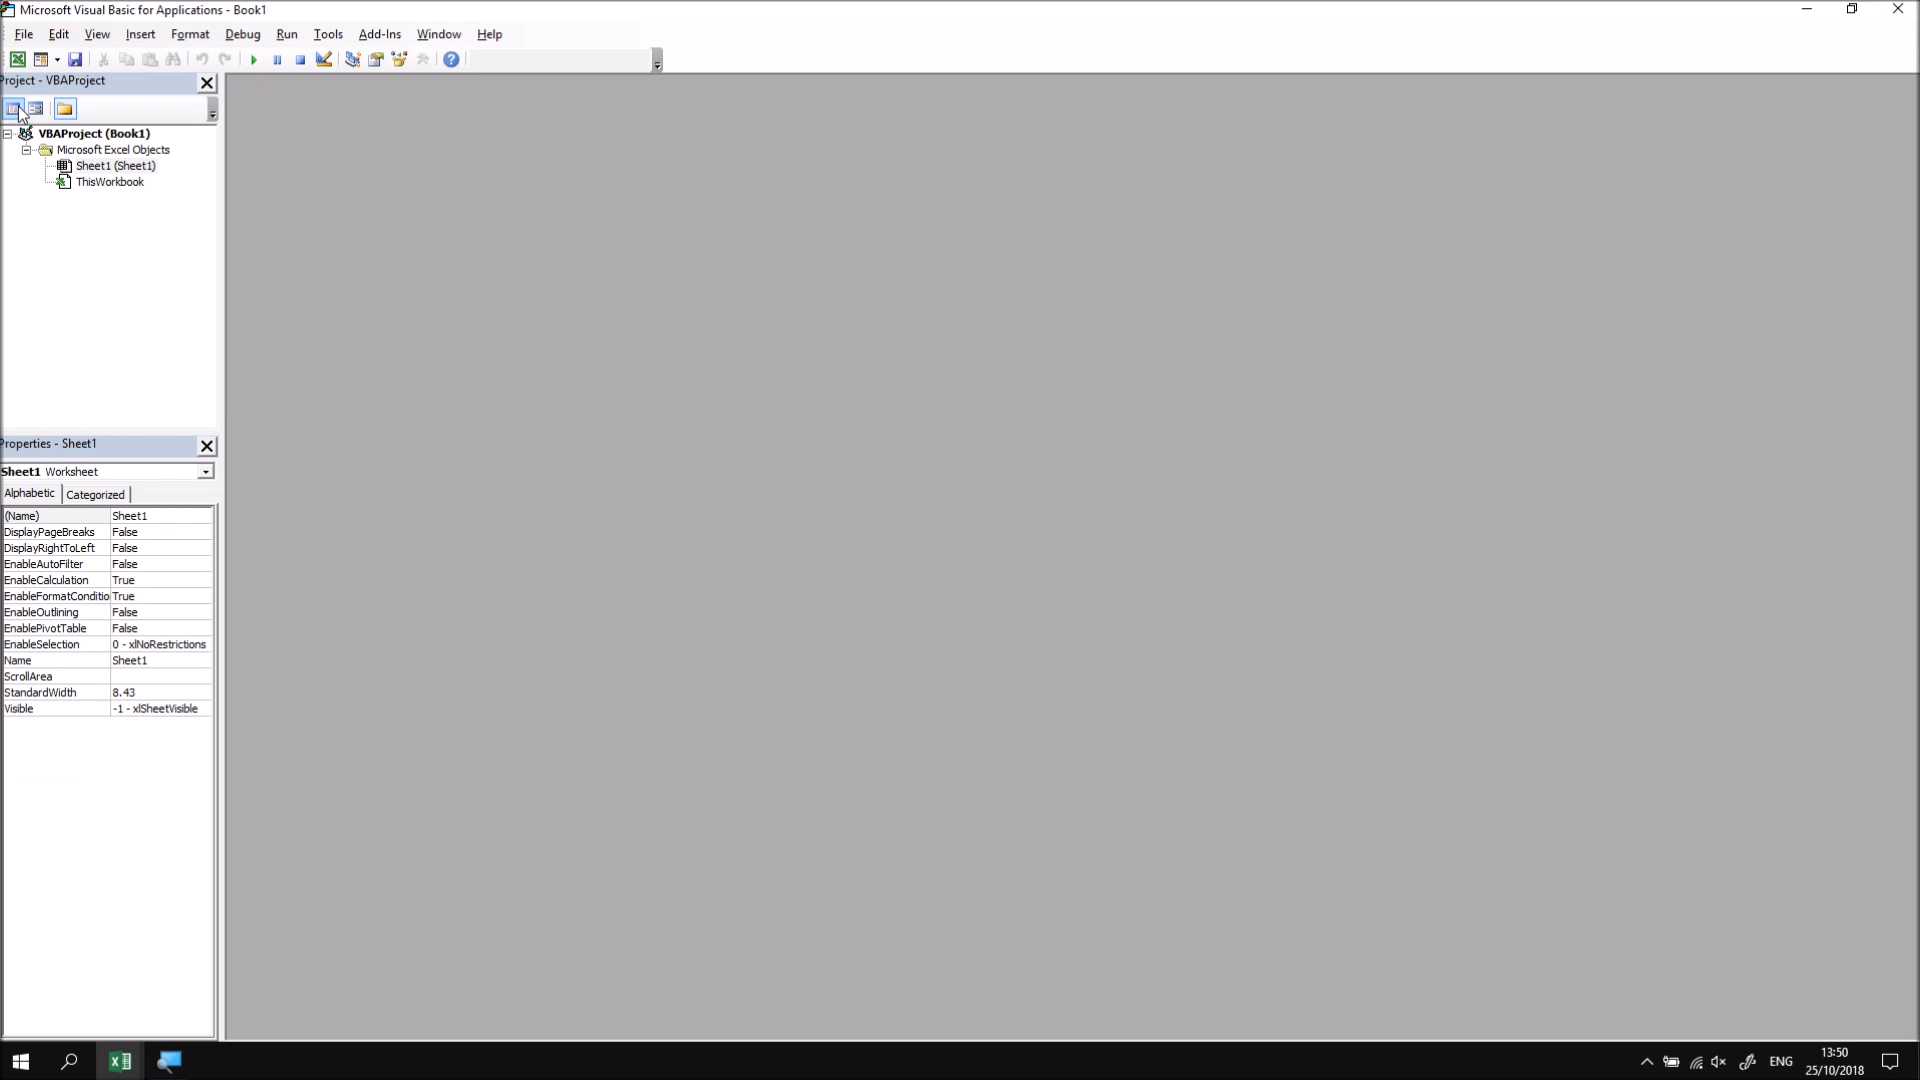 Microsoft Visual Basic for Applications - Book1
File Edit View Insert Format Debug Run Tools Add-Ins Window Help
Project - VBAProject
VBAProject (Book1)
Microsoft Excel Objects
Sheet1 (Sheet1)
ThisWorkbook
Properties - Sheet1
Sheet1 Worksheet
Alphabetic Categorized
(Name) Sheet1
DisplayPageBreaks False
DisplayRightToLeft False
EnableAutoFilter False
EnableCalculation True
EnableFormatConditio True
EnableOutlining False
EnablePivotTable False
EnableSelection 0 - xlNoRestrictions
Name Sheet1
ScrollArea
StandardWidth 8.43
Visible -1 - xlSheetVisible
ENG
13:50
25/10/2018